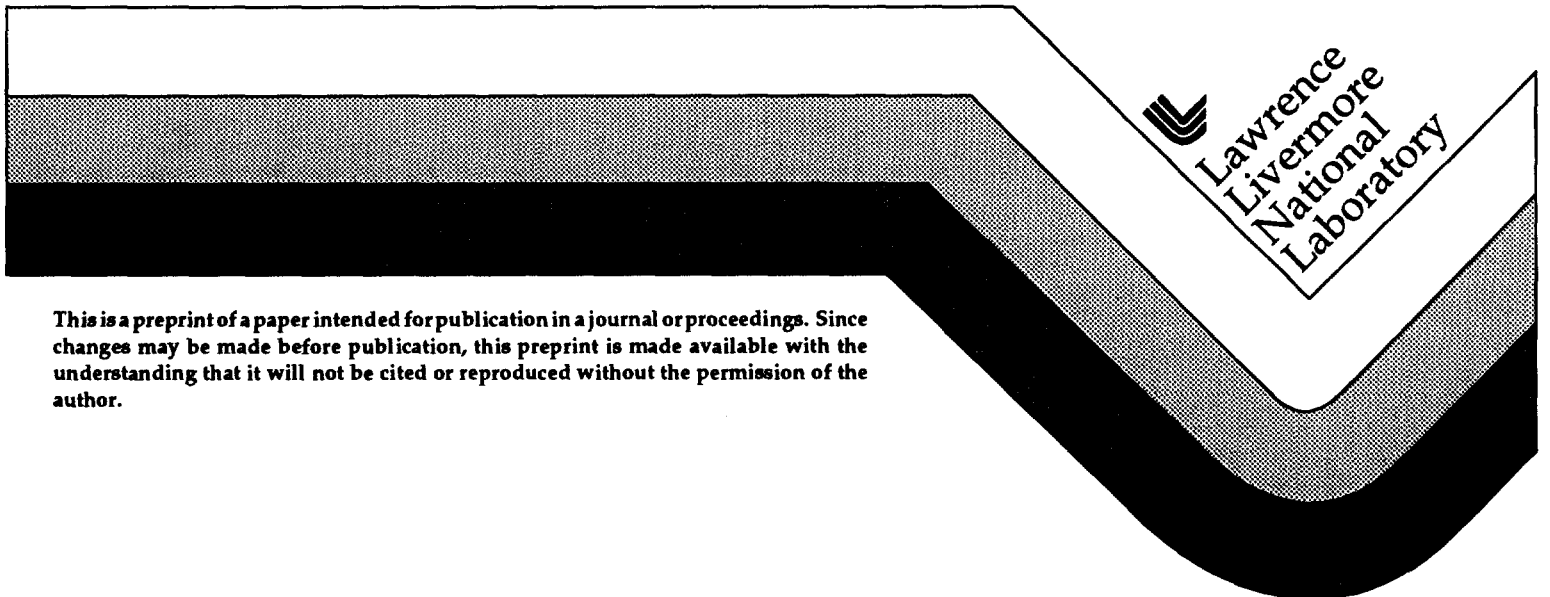 Lawrence
Livermore
National
Laboratory
This is a preprint of a paper intended for publication in a journal or proceedings. Since
changes may be made before publication, this preprint is made available with the
understanding that it will not be cited or reproduced without the permission of the
author.